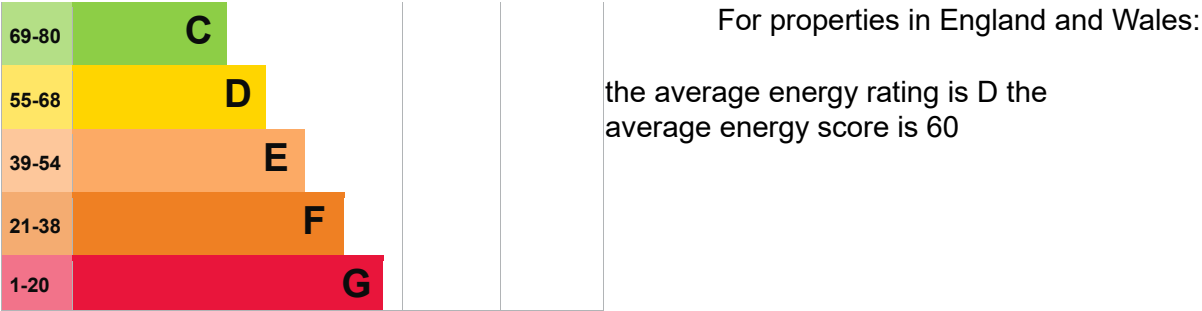 69-80 C
55-68 D
39-54 E
21-38 F
1-20 G
For properties in England and Wales:
the average energy rating is D the
average energy score is 60